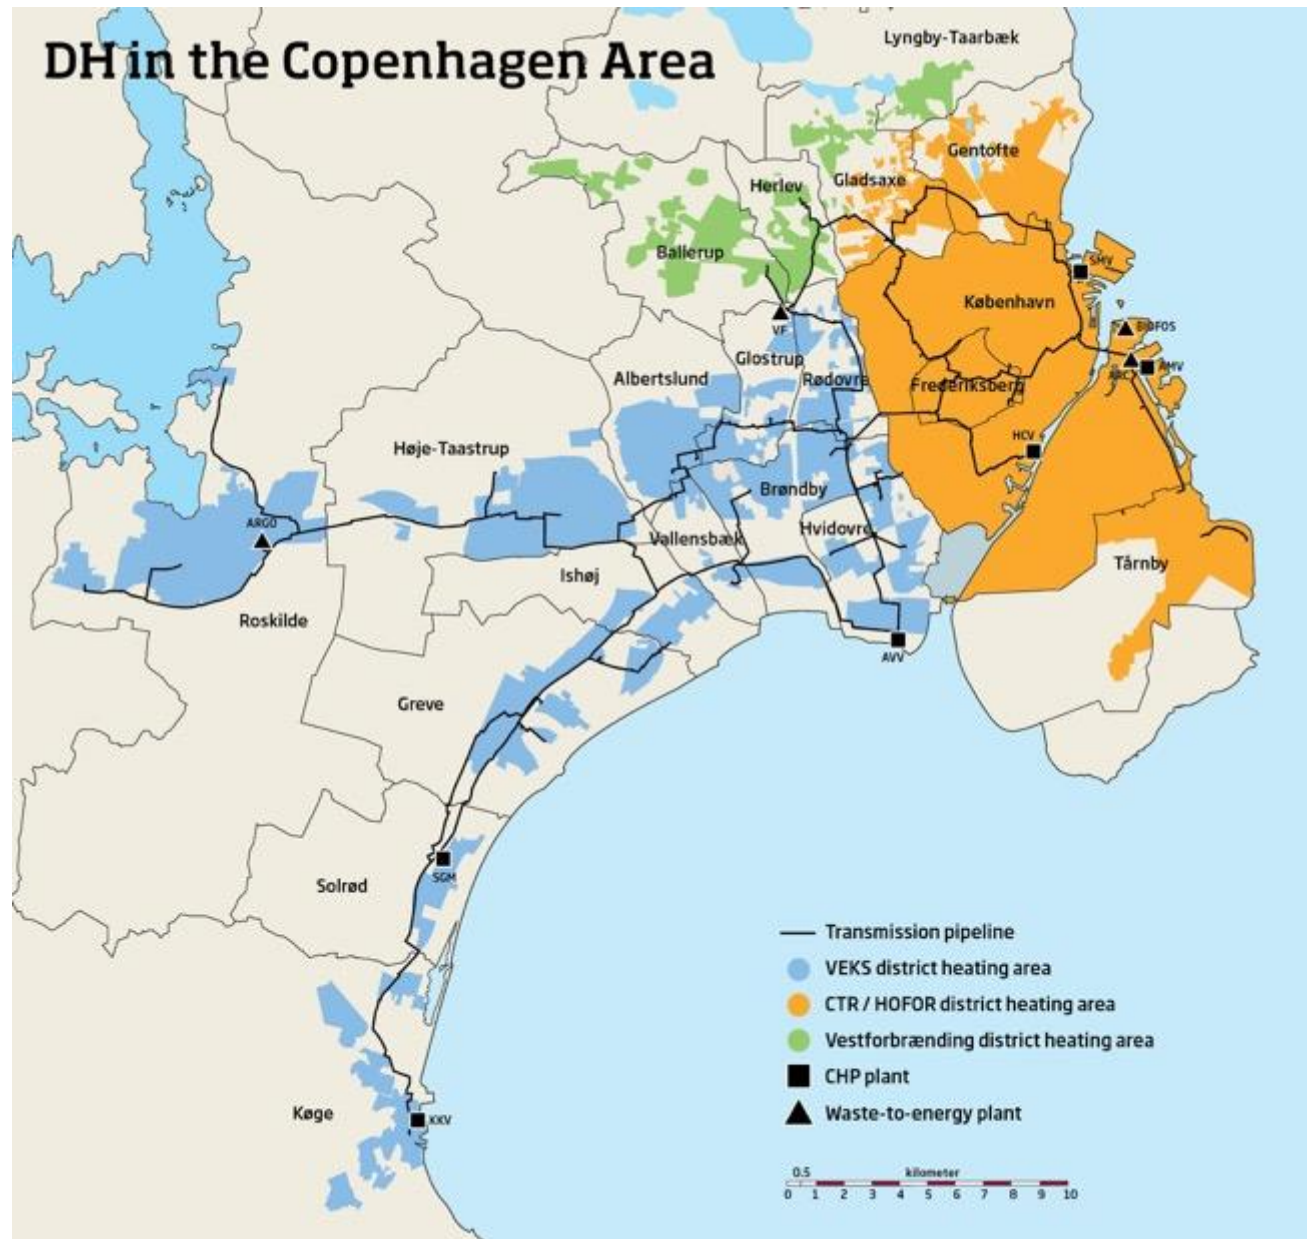 DH in the Copenhagen Area
Lyngby-Taarbæk
Gentofte
Gladsaxe
Herlev
Ballerup
SMV
København
BIOFOS
VF
Glostrup
Albertslund
Rødovre
Frederiksberg
ARC
AMV
HCV
Høje-Taastrup
Brøndby
ARGO
Hvidovre
Vallensbæk
Tårnby
Ishøj
Roskilde
AVV
Greve
SGM
Solrød
Køge
KKV
Transmission pipeline
VEKS district heating area
CTR / HOFOR district heating area
Vestforbrænding district heating area
CHP plant
Waste-to-energy plant
0.5 kilometer
0 1 2 3 4 5 6 7 8 9 10